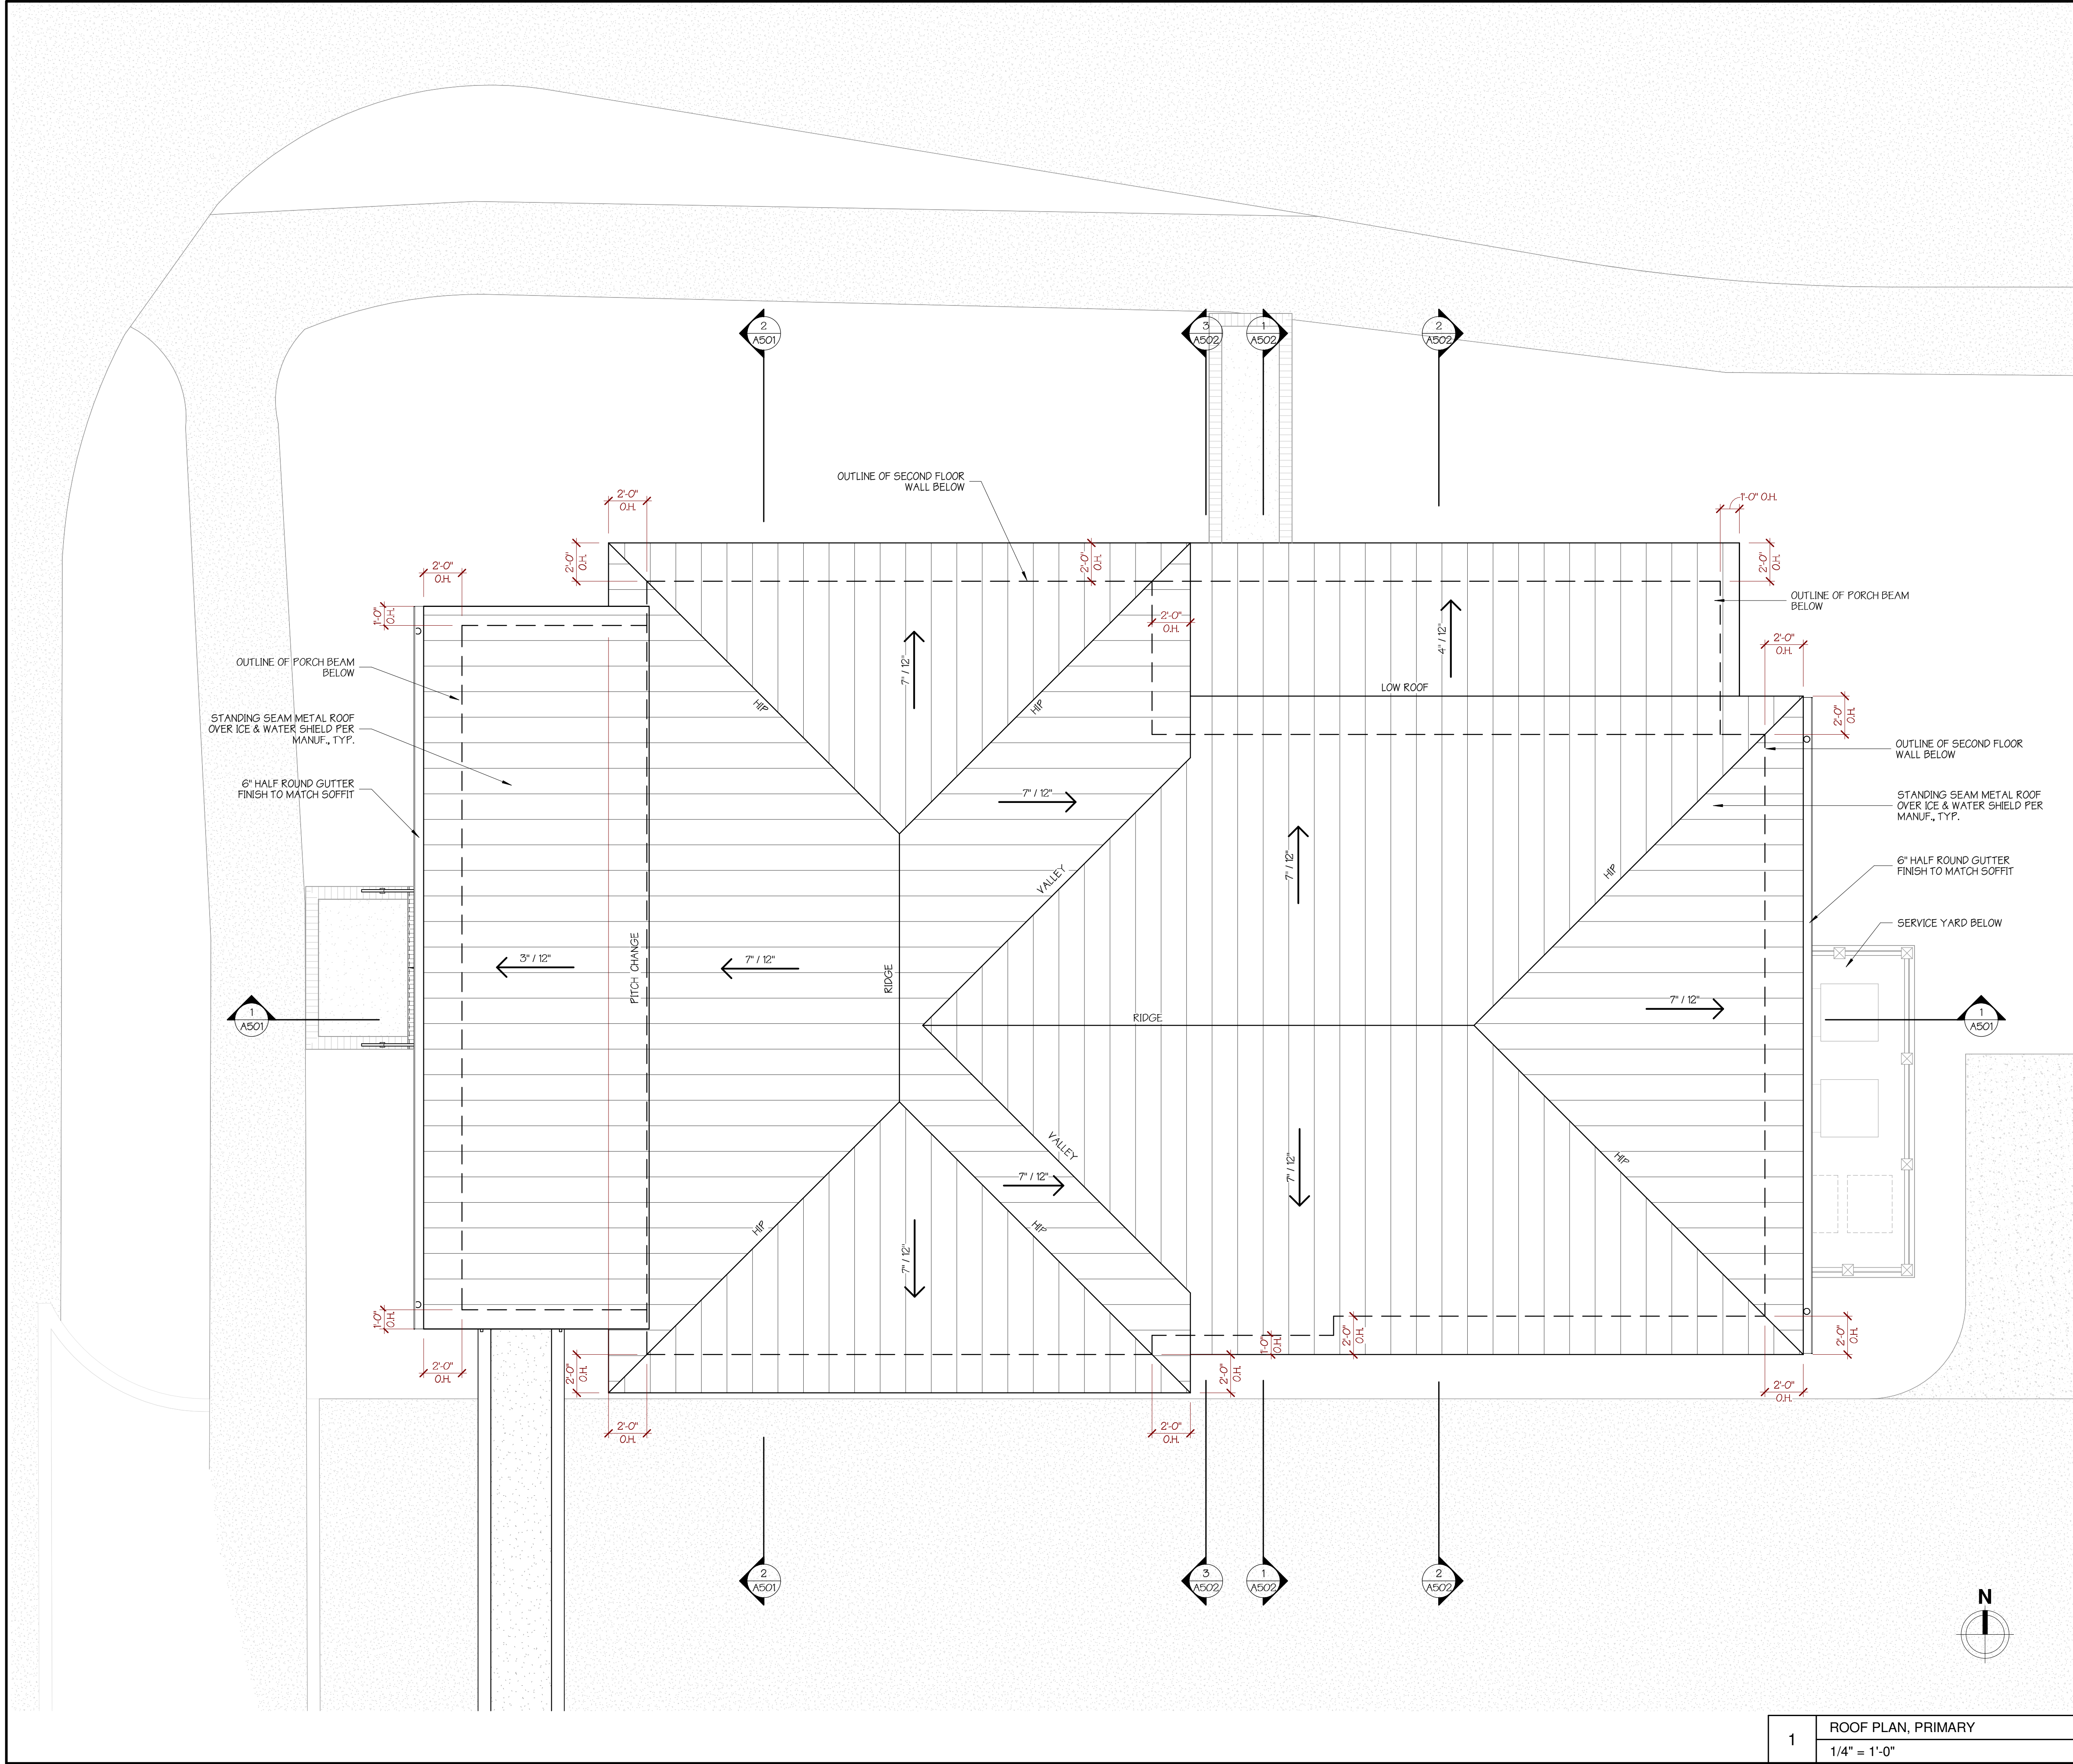 2
A501
3
A502
1
A502
2
A502
OUTLINE OF SECOND FLOOR
WALL BELOW
2'-0"
O.H.
1'-0" O.H.
2'-0"
O.H.
2'-0"
O.H.
2'-0"
O.H.
2'-0"
O.H.
1'-0"
O.H.
2'-0"
O.H.
OUTLINE OF PORCH BEAM
BELOW
2'-0"
O.H.
OUTLINE OF PORCH BEAM
BELOW
7" / 12"
4" / 12"
LOW ROOF
HIP
HIP
2'-0"
O.H.
STANDING SEAM METAL ROOF
OVER ICE & WATER SHIELD PER
MANUF., TYP.
OUTLINE OF SECOND FLOOR
WALL BELOW
6" HALF ROUND GUTTER
FINISH TO MATCH SOFFIT
7" / 12"
STANDING SEAM METAL ROOF
OVER ICE & WATER SHIELD PER
MANUF., TYP.
VALLEY
7" / 12"
HIP
6" HALF ROUND GUTTER
FINISH TO MATCH SOFFIT
SERVICE YARD BELOW
3" / 12"
PITCH CHANGE
7" / 12"
RIDGE
RIDGE
7" / 12"
1
A501
1
A501
VALLEY
7" / 12"
7" / 12"
HIP
HIP
HIP
7" / 12"
1'-0"
O.H.
1'-0"
O.H.
2'-0"
O.H.
2'-0"
O.H.
2'-0"
O.H.
2'-0"
O.H.
2'-0"
O.H.
2'-0"
O.H.
2'-0"
O.H.
2'-0"
O.H.
2
A501
3
A502
1
A502
2
A502
N
1
ROOF PLAN, PRIMARY
1/4" = 1'-0"